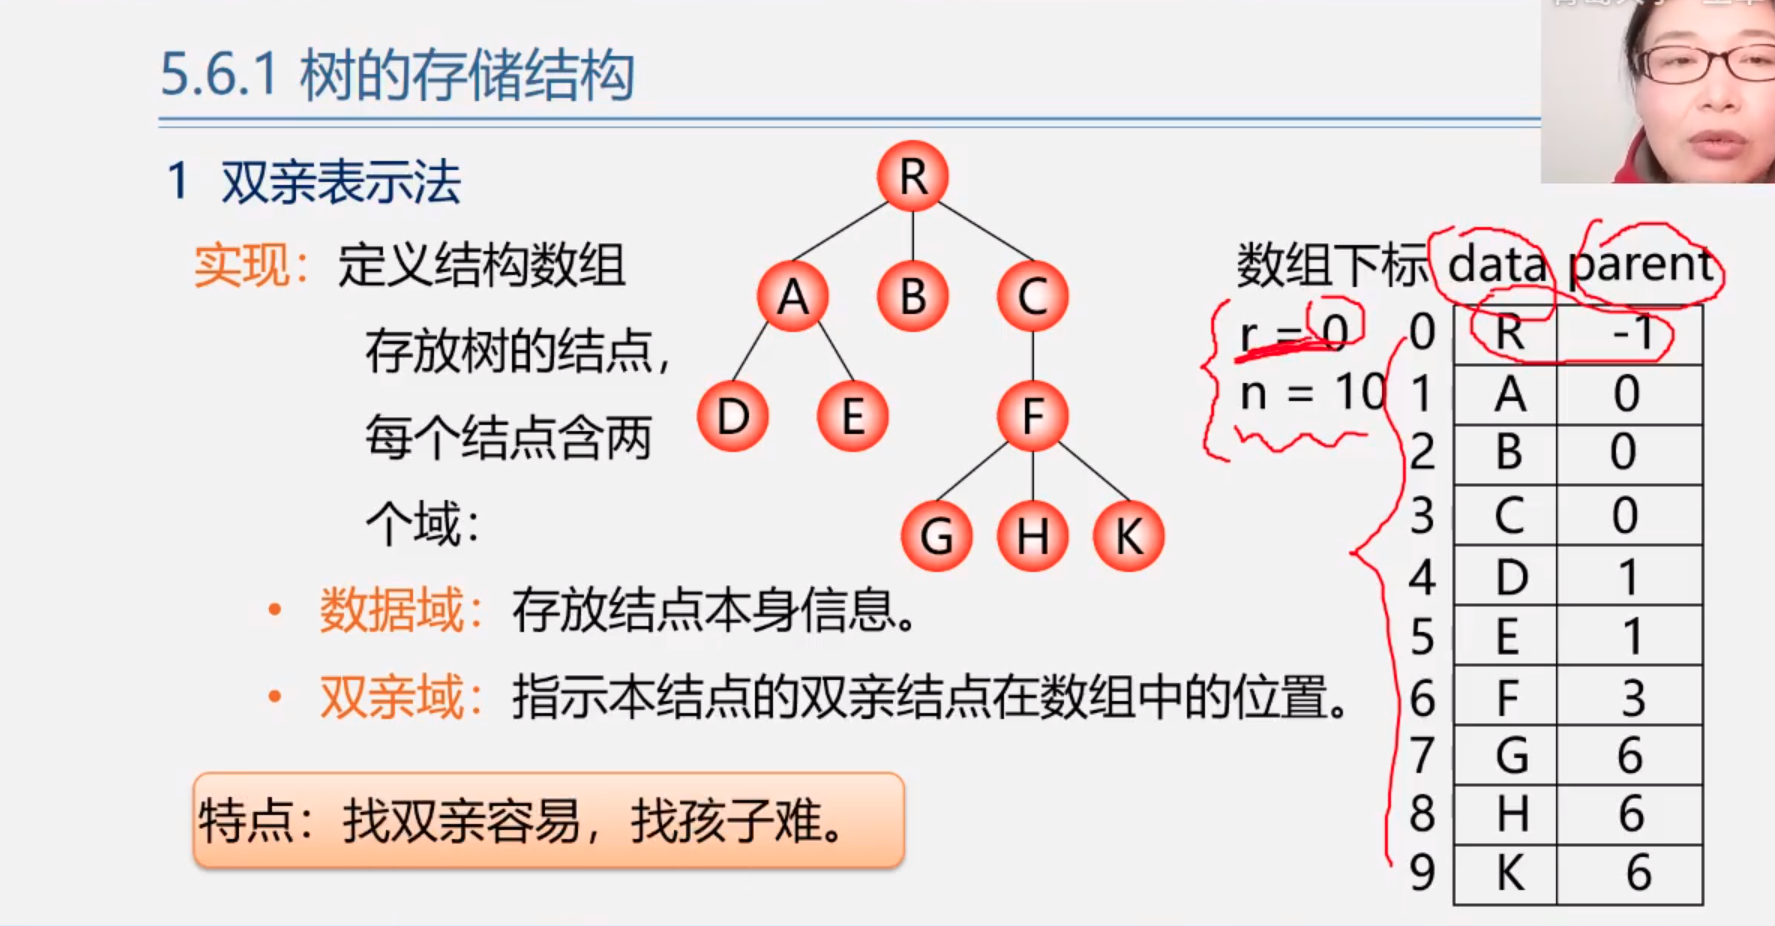 5.6.1 树的存储结构
1 双亲表示法
实现：定义结构数组
存放树的结点，
每个结点含两
个域：
• 数据域：存放结点本身信息。
• 双亲域：指示本结点的双亲结点在数组中的位置。
特点：找双亲容易，找孩子难。
R
A B C
D E F
G H K
数组下标 data parent
r = 0
n = 10
0 R -1
1 A 0
2 B 0
3 C 0
4 D 1
5 E 1
6 F 3
7 G 6
8 H 6
9 K 6